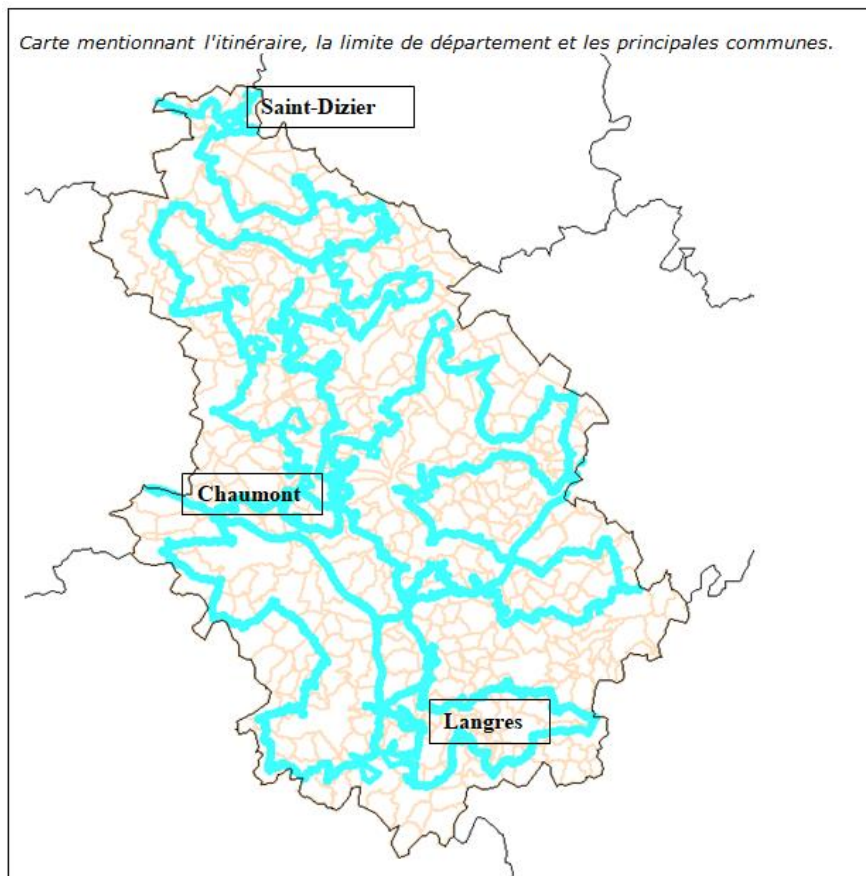 Carte mentionnant l'itinéraire, la limite de département et les principales communes.
Saint-Dizier
Chaumont
Langres